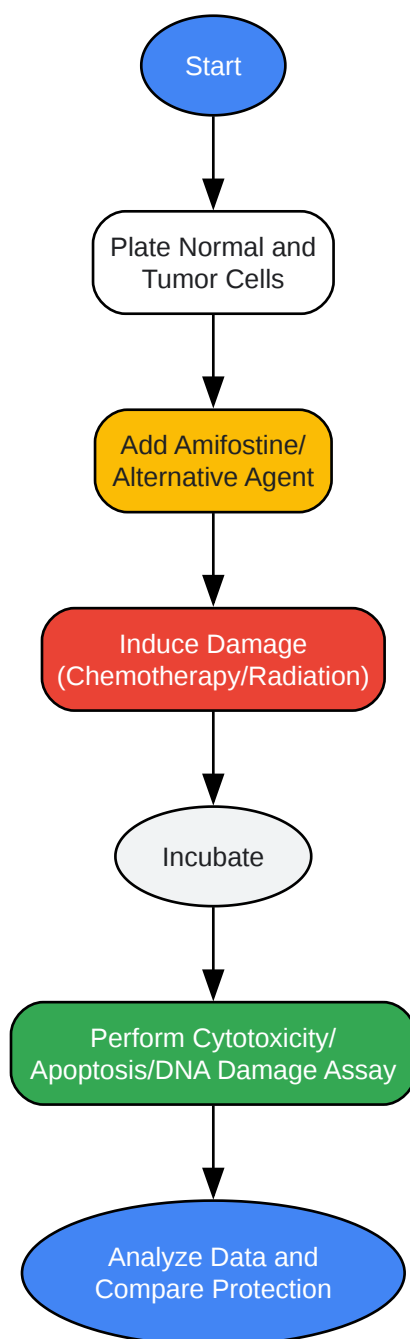 Start
Plate Normal and
Tumor Cells
Add Amifostine/
Alternative Agent
Induce Damage
(Chemotherapy/Radiation)
Incubate
Perform Cytotoxicity/
Apoptosis/DNA Damage Assay
Analyze Data and
Compare Protection